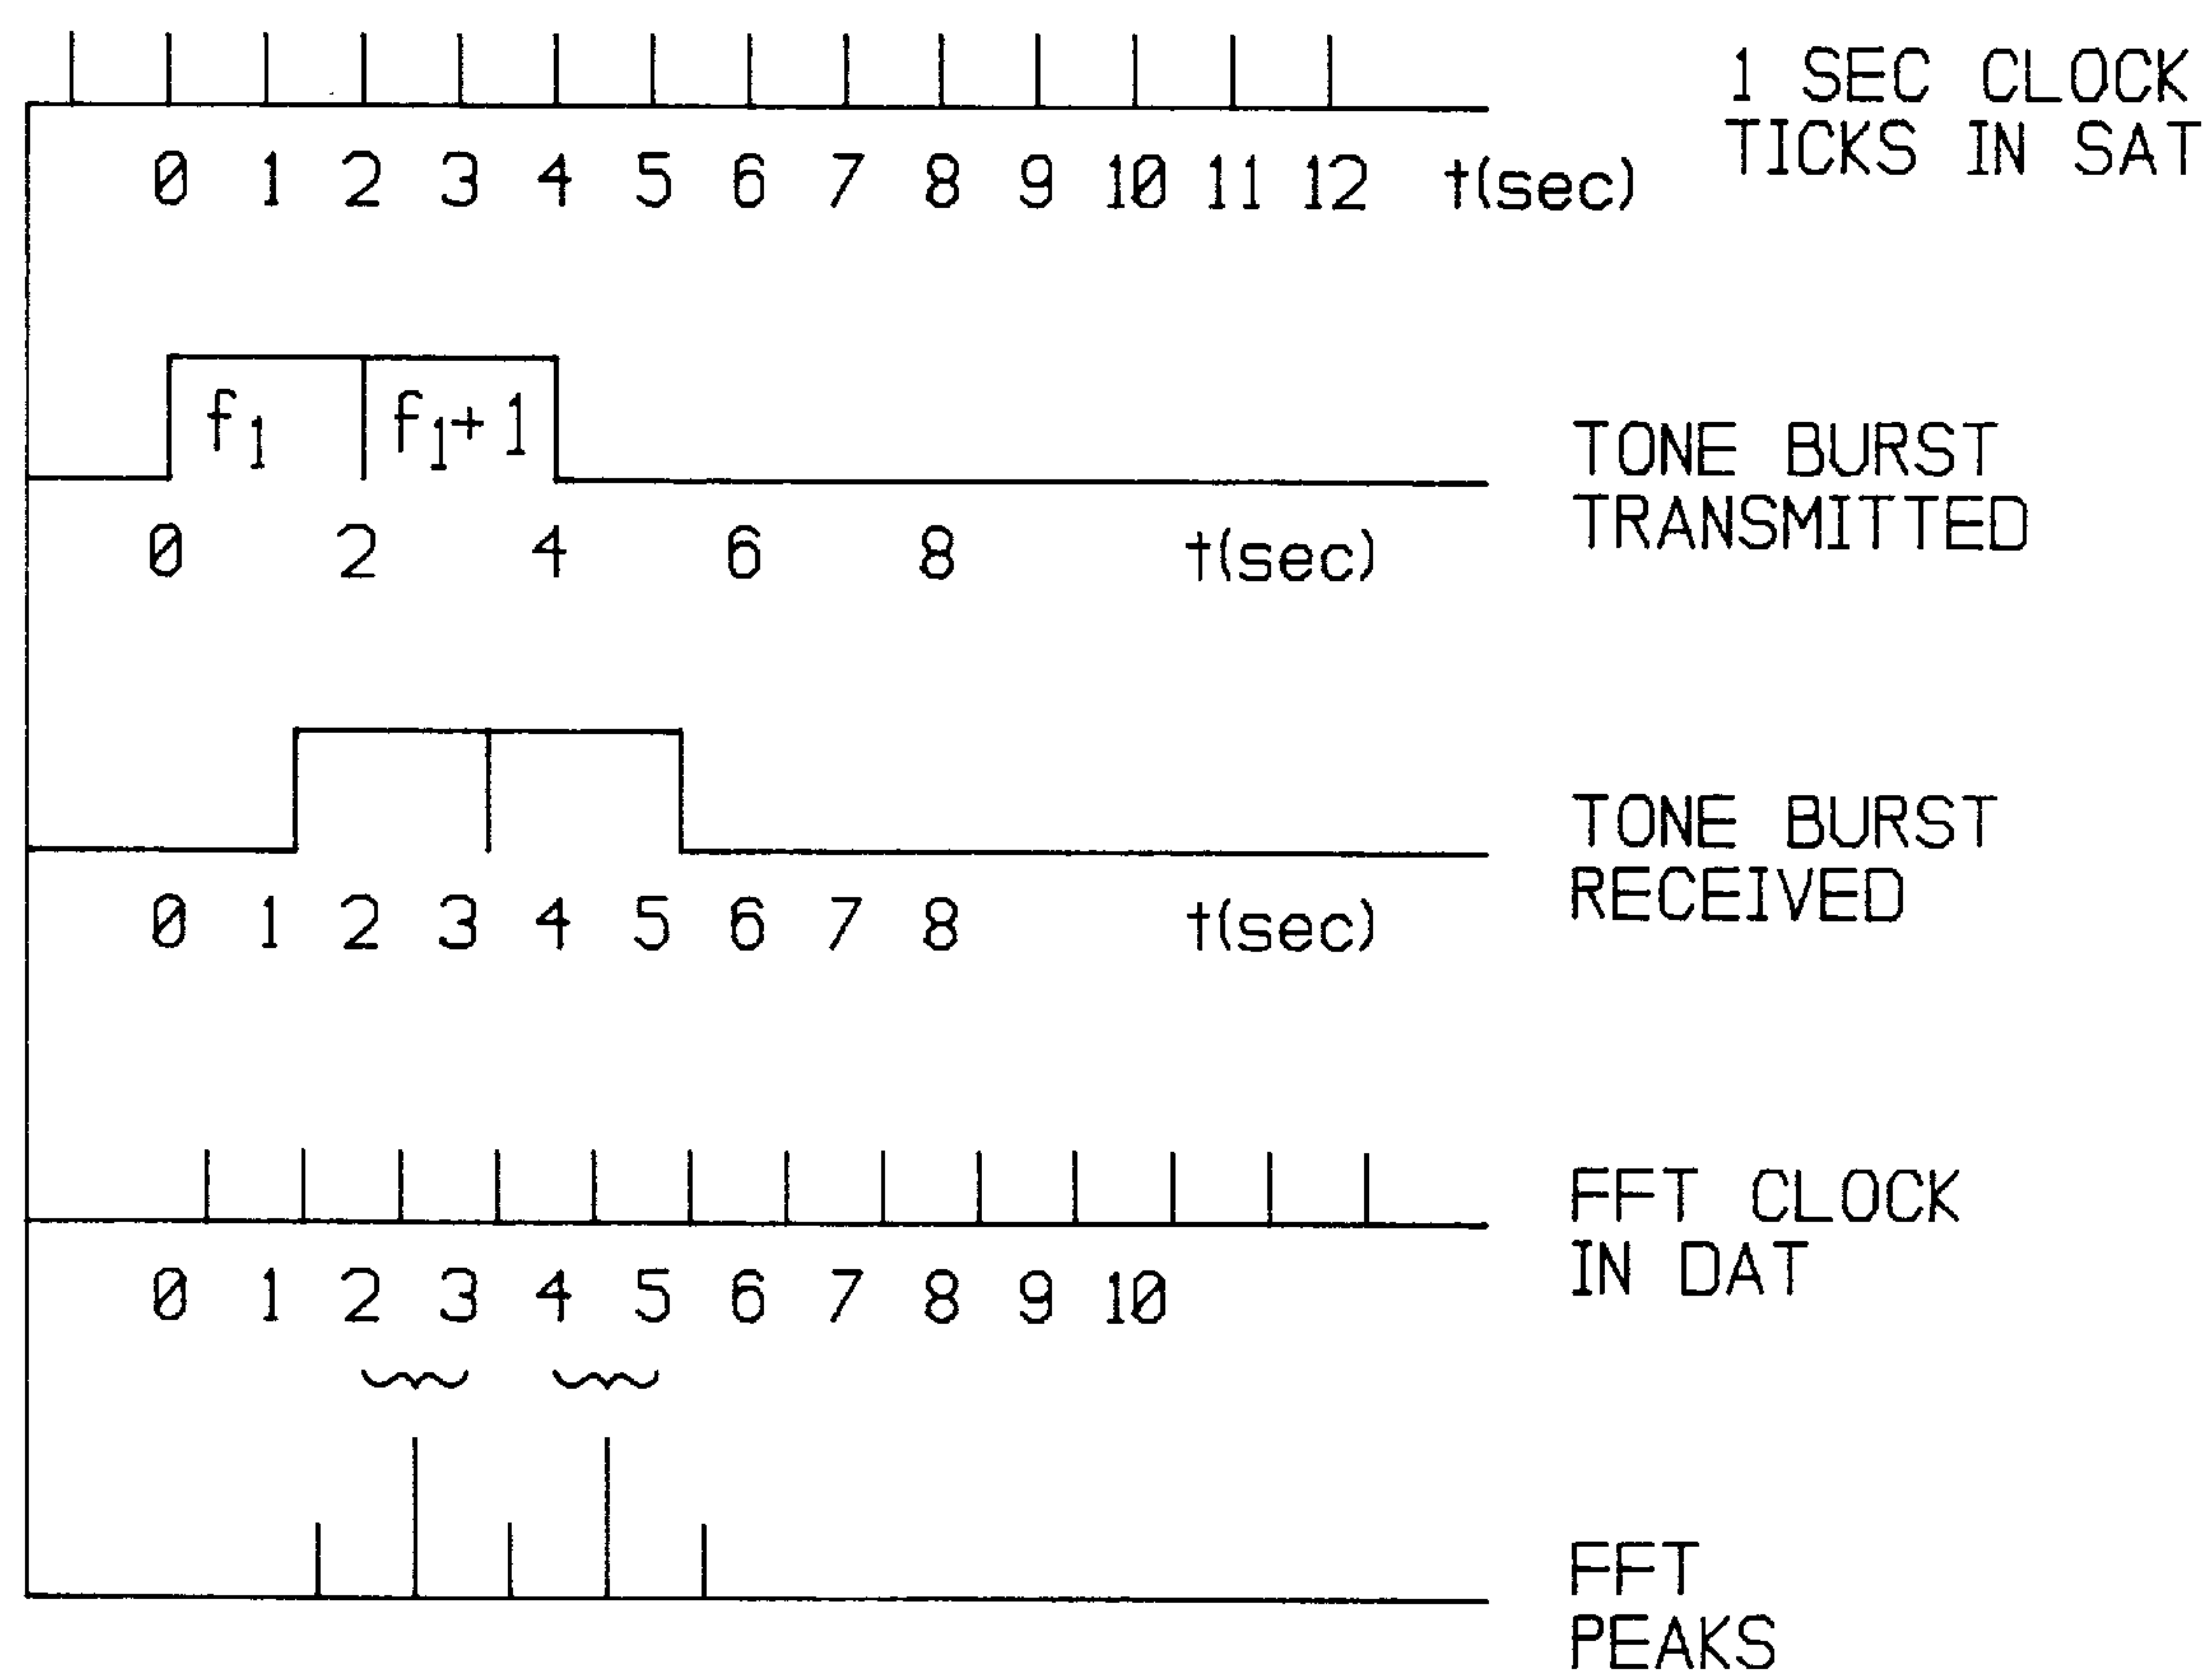 1 SEC CLOCK
TICKS IN SAT
0 1 2 3 4 5 6 7 8 9 10 11 12 t(sec)
f1 f1+1
TONE BURST
TRANSMITTED
0 2 4 6 8 t(sec)
TONE BURST
RECEIVED
0 1 2 3 4 5 6 7 8 t(sec)
FFT CLOCK
IN DAT
0 1 2 3 4 5 6 7 8 9 10
FFT
PEAKS